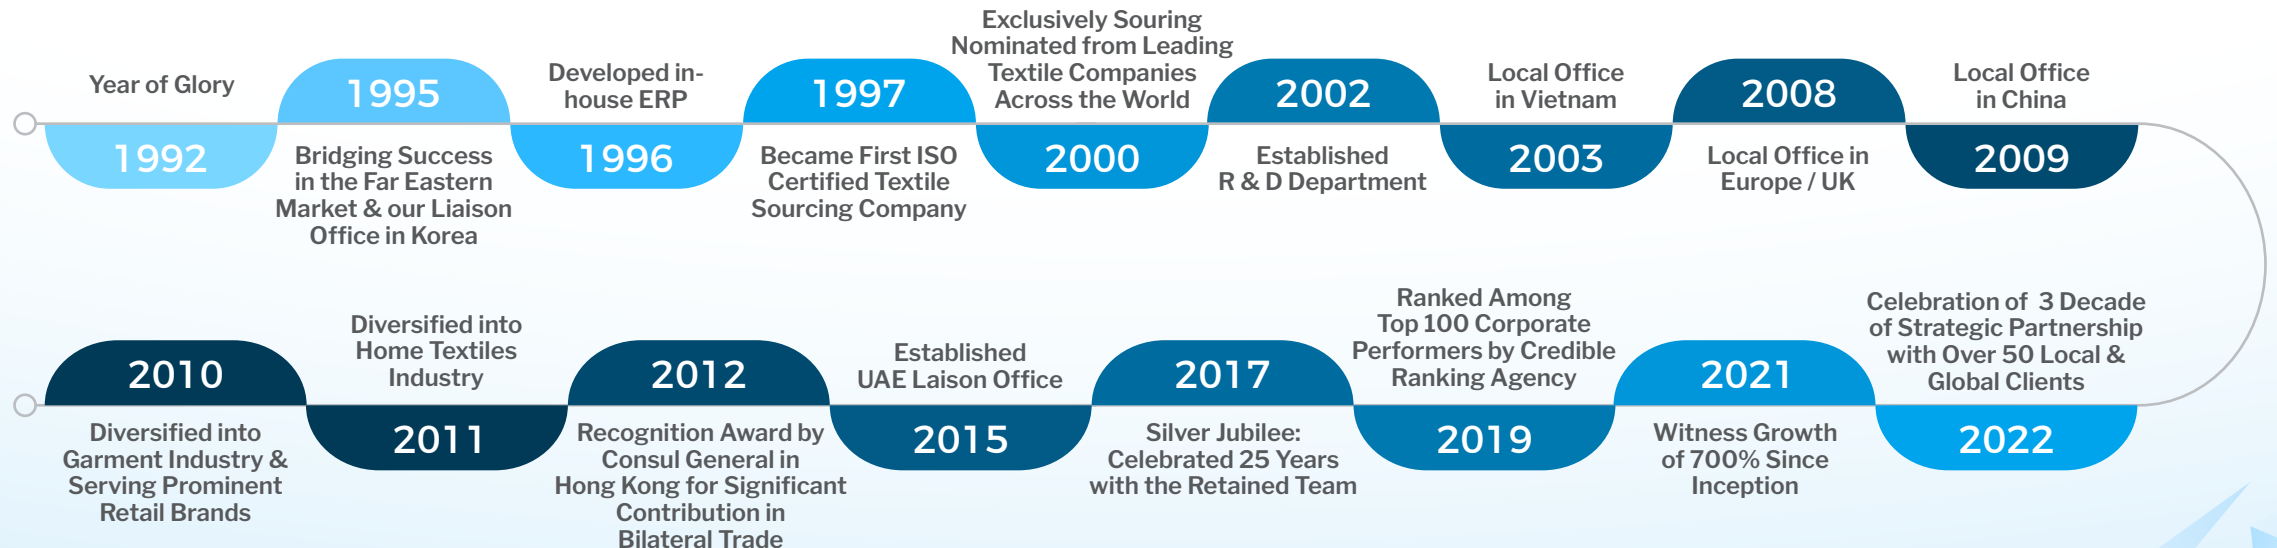 Year of Glory
1992
1995
Bridging Success
in the Far Eastern
Market & our Liaison
Office in Korea
Developed in-
house ERP
1996
1997
Became First ISO
Certified Textile
Sourcing Company
Exclusively Souring
Nominated from Leading
Textile Companies
Across the World
2000
2002
Established
R & D Department
Local Office
in Vietnam
2003
2008
Local Office in
Europe / UK
Local Office
in China
2009
2010
Diversified into
Garment Industry &
Serving Prominent
Retail Brands
Diversified into
Home Textiles
Industry
2011
2012
Recognition Award by
Consul General in
Hong Kong for Significant
Contribution in
Bilateral Trade
Established
UAE Laison Office
2015
2017
Silver Jubilee:
Celebrated 25 Years
with the Retained Team
Ranked Among
Top 100 Corporate
Performers by Credible
Ranking Agency
2019
2021
Witness Growth
of 700% Since
Inception
Celebration of 3 Decade
of Strategic Partnership
with Over 50 Local &
Global Clients
2022